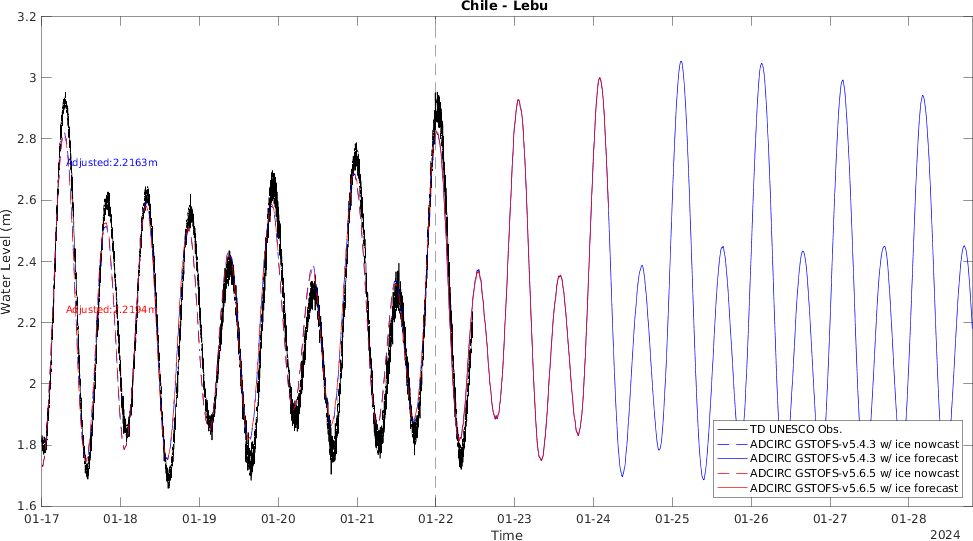 Chile - Lebu
3.2
3
2.8
2.6
2.4
2.2
2
1.8
1.6
Water Level (m)
Adjusted:2.2163m
Adjusted:2.2194m
TD UNESCO Obs.
ADCIRC GSTOFS-v5.4.3 w/ ice nowcast
ADCIRC GSTOFS-v5.4.3 w/ ice forecast
ADCIRC GSTOFS-v5.6.5 w/ ice nowcast
ADCIRC GSTOFS-v5.6.5 w/ ice forecast
01-17 01-18 01-19 01-20 01-21 01-22 01-23 01-24 01-25 01-26 01-27 01-28
Time
2024